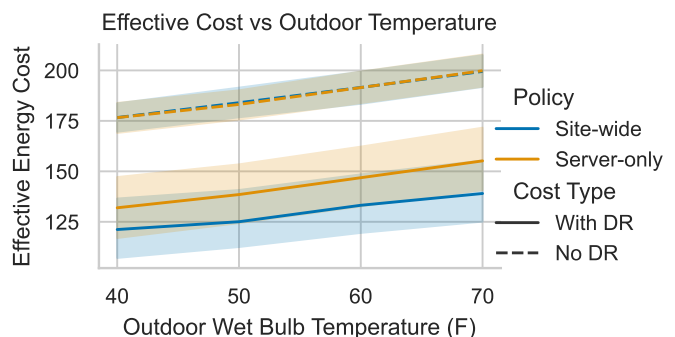 Effective Cost vs Outdoor Temperature
Effective Energy Cost
200
175
150
125
40
50
60
70
Outdoor Wet Bulb Temperature (F)
Policy
Site-wide
Server-only
Cost Type
With DR
No DR